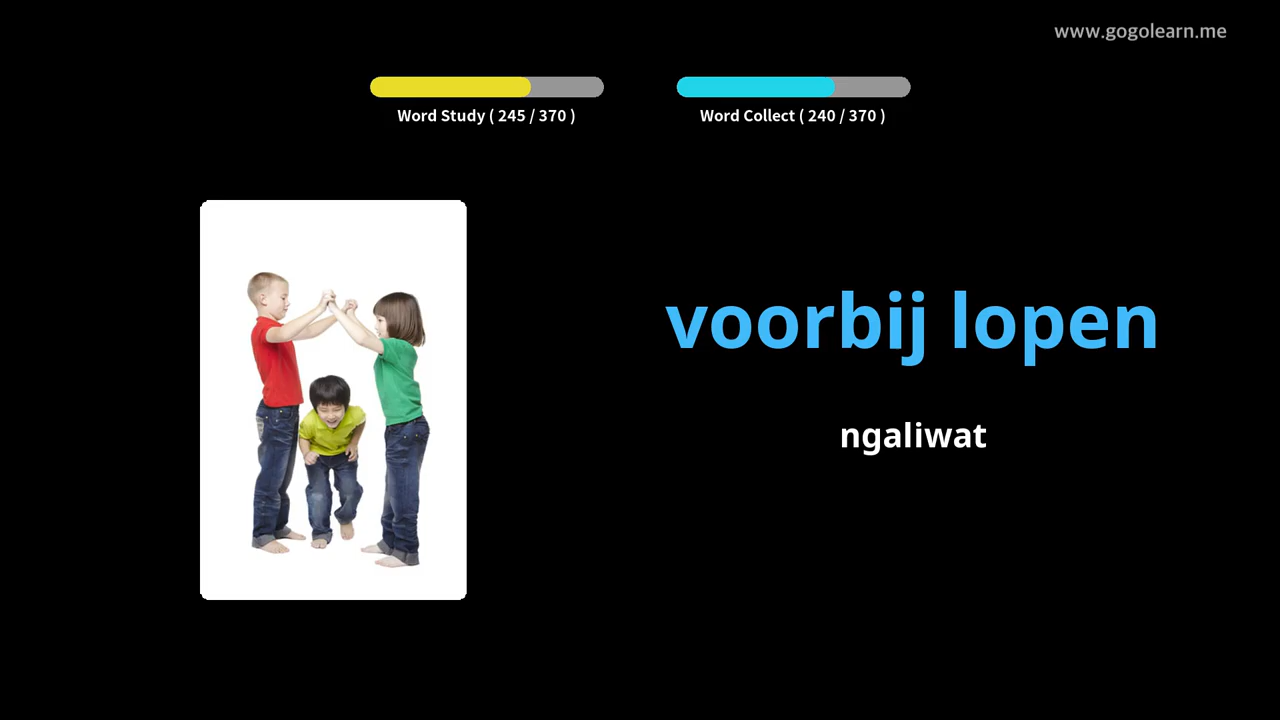 www.gogolearn.me
Word Study ( 245 / 370 )
Word Collect ( 240 / 370 )
voorbij lopen
ngaliwat